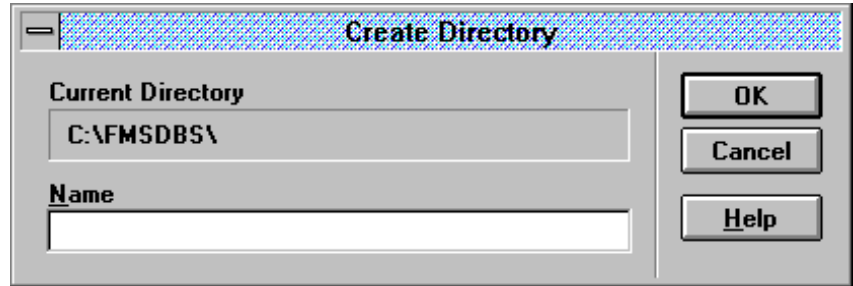 Create Directory
Current Directory
C:\FMSDBS\
Name
OK
Cancel
Help